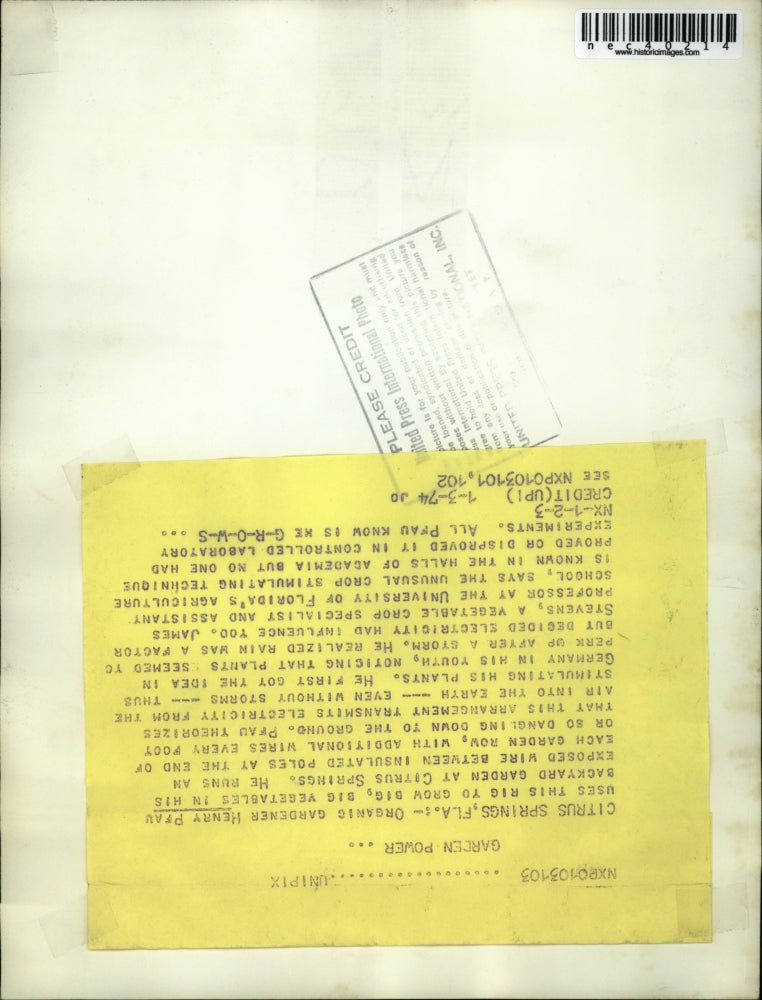 nec40214
www.historicimages.com
PLEASE CREDIT
United Press International Photo
NXP0103103 ....................UNIPIX
GARDEN POWER ...
CITRUS SPRINGS,FLA.:- ORGANIC GARDENER HENRY PFAU
USES THIS RIG TO GROW BIG, BIG VEGETABLES IN HIS
BACKYARD GARDEN AT CITRUS SPRINGS. HE RUNS AN
EXPOSED WIRE BETWEEN INSULATED POLES AT THE END OF
EACH GARDEN ROW, WITH ADDITIONAL WIRES EVERY FOOT
OR SO DANGLING DOWN TO THE GROUND. PFAU THEORIZES
THAT THIS ARRANGEMENT TRANSMITS ELECTRICITY FROM THE
AIR INTO THE EARTH --- EVEN WITHOUT STORMS --- THUS
STIMULATING HIS PLANTS. HE FIRST GOT THE IDEA IN
GERMANY IN HIS YOUTH, NOTICING THAT PLANTS SEEMED TO
PERK UP AFTER A STORM. HE REALIZED RAIN WAS A FACTOR
BUT DECIDED ELECTRICITY HAD INFLUENCE TOO. JAMES
STEVENS, A VEGETABLE CROP SPECIALIST AND ASSISTANT
PROFESSOR AT THE UNIVERSITY OF FLORIDA'S AGRICULTURE
SCHOOL, SAYS THE UNUSUAL CROP STIMULATING TECHNIQUE
IS KNOWN IN THE HALLS OF ACADEMIA BUT NO ONE HAD
PROVED OR DISPROVED IT IN CONTROLLED LABORATORY
EXPERIMENTS. ALL PFAU KNOW IS HE G-R-O-W-S ...
NX-1-2-3
CREDIT(UPI) 1-3-74 JO
SEE NXP0103101,102